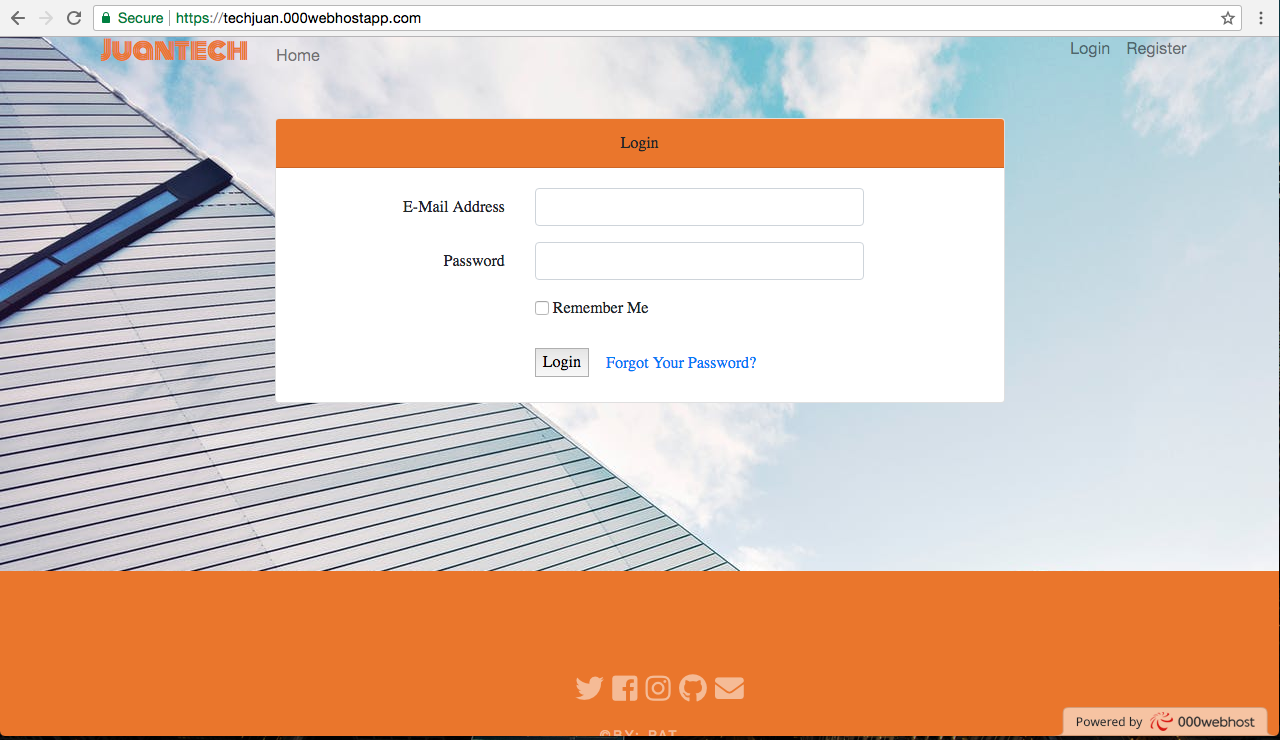 Secure https://techjuan.000webhostapp.com
JUANTECH Home Login Register
Login
E-Mail Address
Password
Remember Me
Login Forgot Your Password?
Powered by 000webhost
©BY: PAT